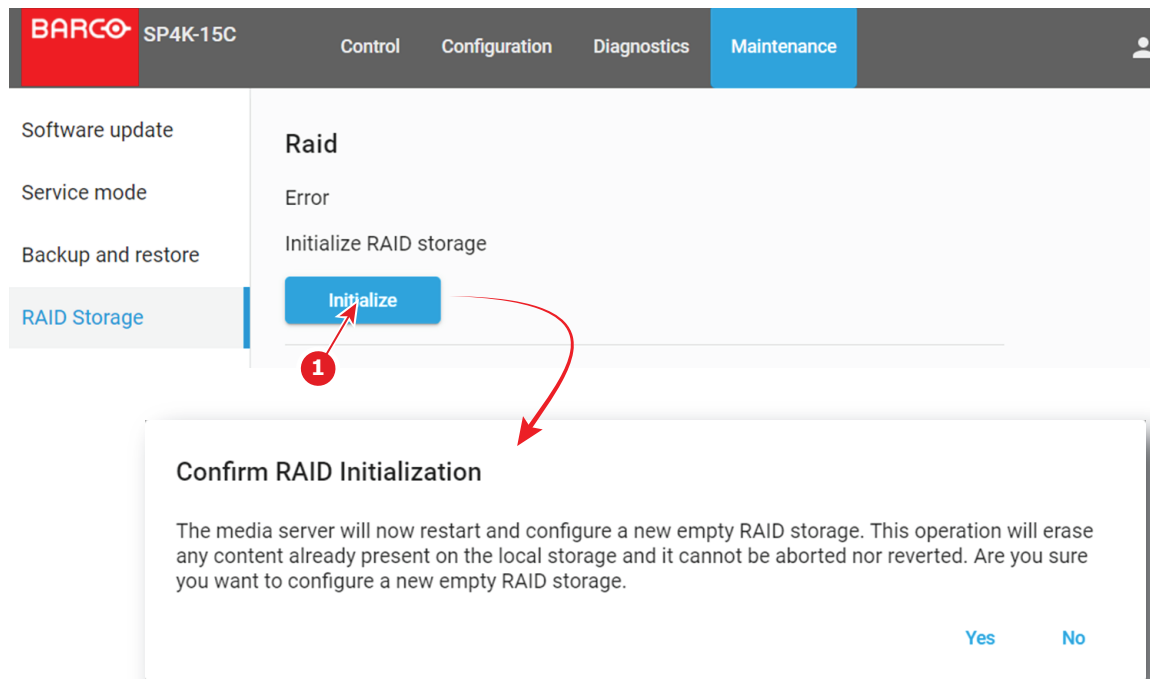 BARCO SP4K-15C
Control Configuration Diagnostics Maintenance
Software update
Service mode
Backup and restore
RAID Storage
Raid
Error
Initialize RAID storage
Initialize
1
Confirm RAID Initialization
The media server will now restart and configure a new empty RAID storage. This operation will erase
any content already present on the local storage and it cannot be aborted nor reverted. Are you sure
you want to configure a new empty RAID storage.
Yes No